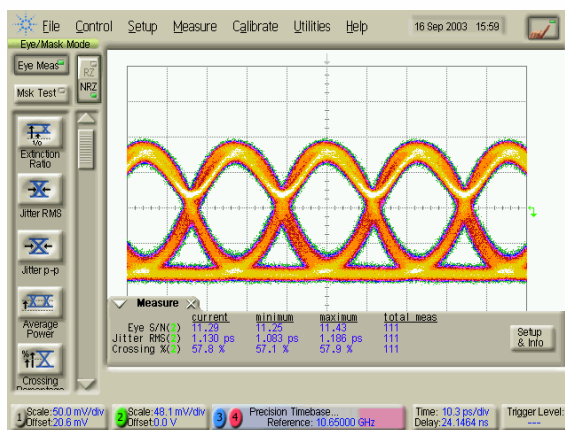 File Control Setup Measure Calibrate Utilities Help 16 Sep 2003 15:59
Eye/Mask Mode
Eye Meas
RZ
NRZ
Msk Test
Extinction
Ratio
Jitter RMS
Jitter p-p
Average
Power
Crossing
Measure
current minimum maximum total meas
Eye S/N(2) 11.29 11.25 11.43 111
Jitter RMS(2) 1.130 ps 1.083 ps 1.186 ps 111
Crossing %(2) 57.8 % 57.1 % 57.9 % 111
Setup
& Info
1 Scale:50.0 mV/div
Offset:20.6 mV
2 Scale:48.1 mV/div
Offset:0.0 V
3 4 Precision Timebase...
Reference: 10.65000 GHz
Time: 10.3 ps/div
Delay:24.1464 ns
Trigger Level:
---